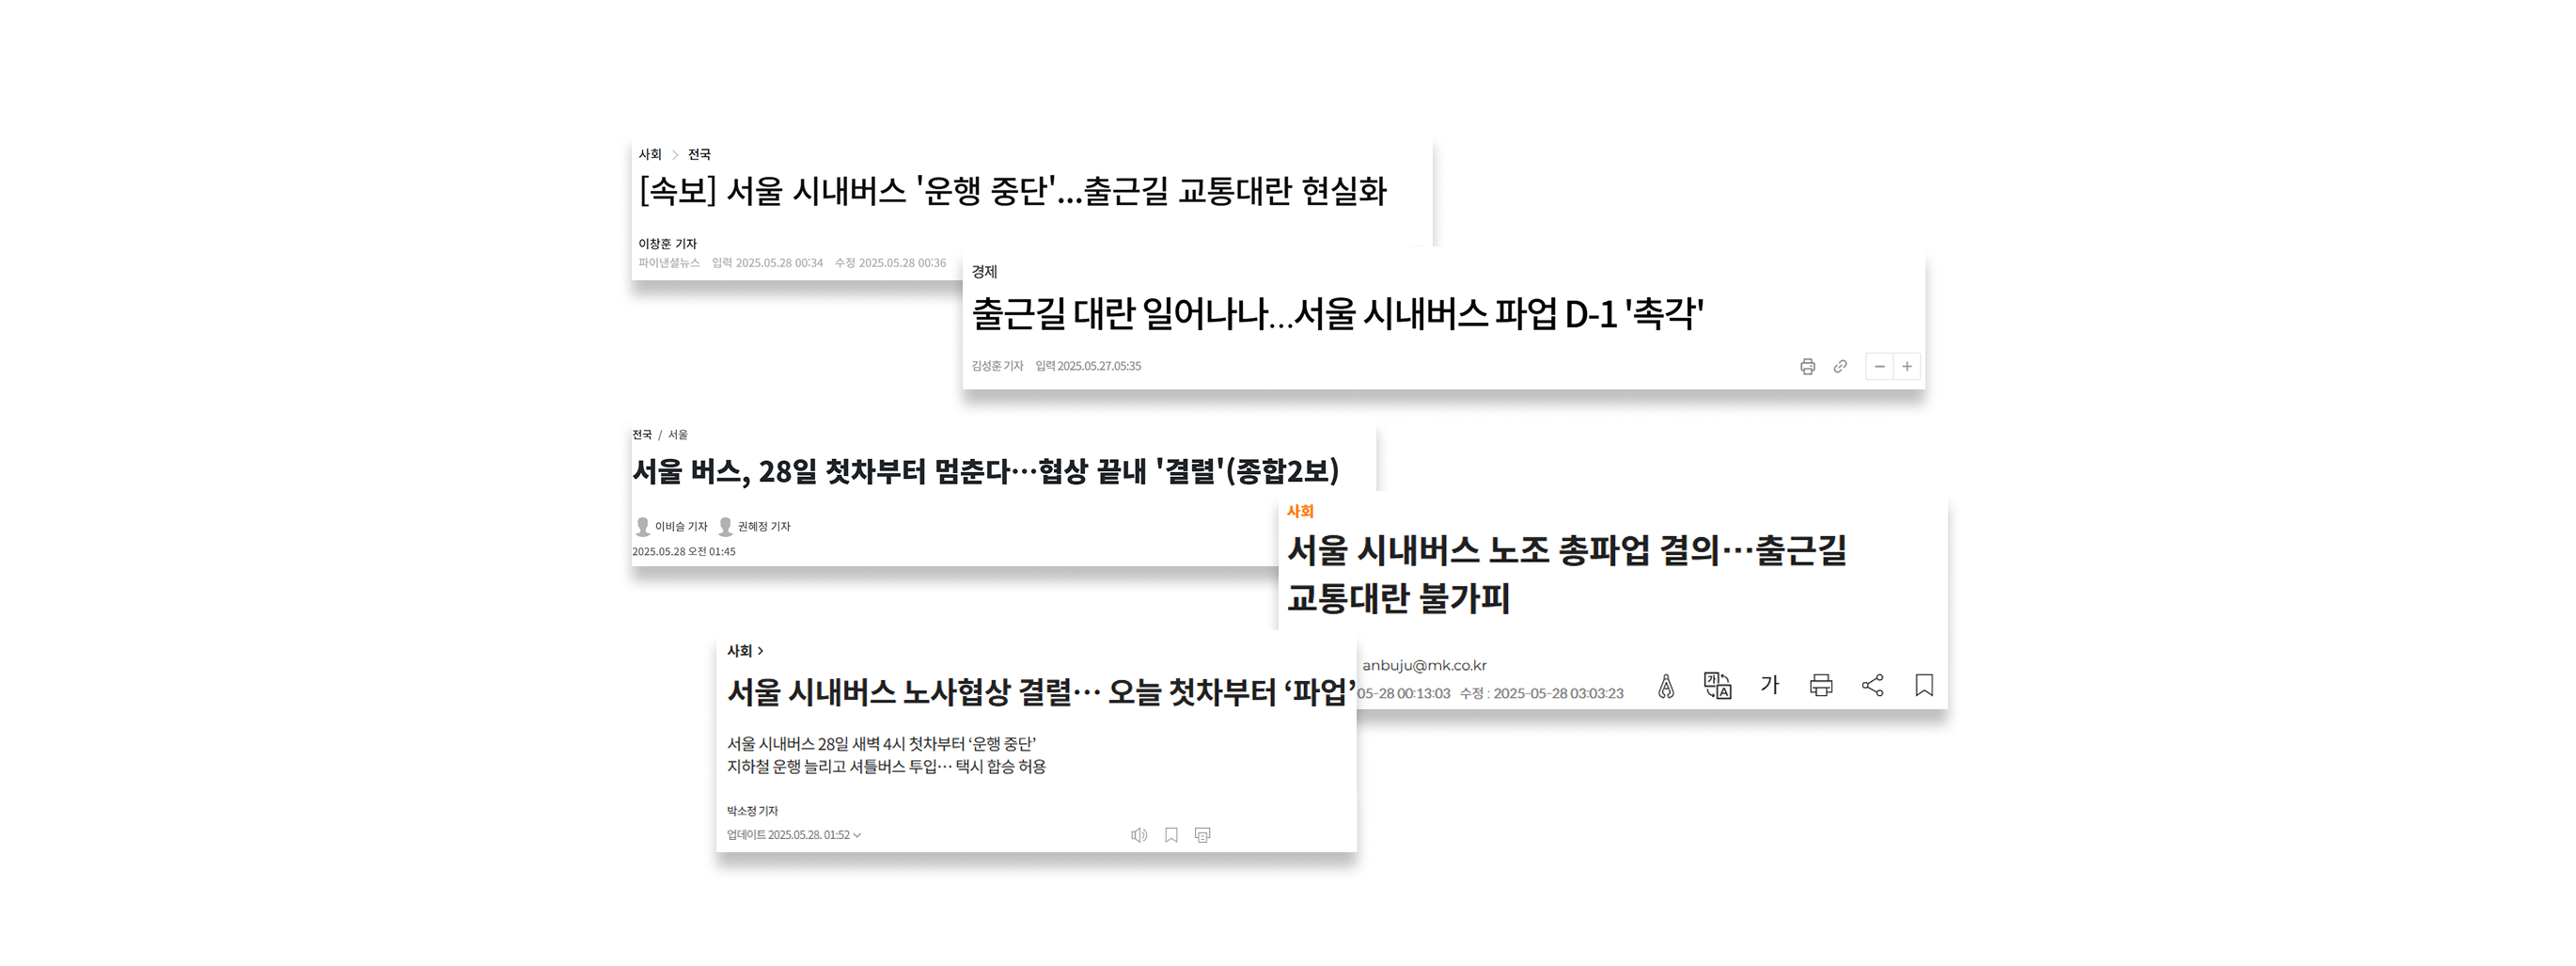 사회 > 전국
[속보] 서울 시내버스 '운행 중단'...출근길 교통대란 현실화
이창훈 기자
파이낸셜뉴스 입력 2025.05.28 00:34 수정 2025.05.28 00:36
경제
출근길 대란 일어나나…서울 시내버스 파업 D-1 '촉각'
김성훈 기자 입력 2025.05.27.05:35
전국 / 서울
서울 버스, 28일 첫차부터 멈춘다…협상 끝내 '결렬'(종합2보)
이비슬 기자 권혜정 기자
2025.05.28 오전 01:45
사회
서울 시내버스 노조 총파업 결의…출근길
교통대란 불가피
anbuju@mk.co.kr
05-28 00:13:03 수정 : 2025-05-28 03:03:23
가 A 가
사회 >
서울 시내버스 노사협상 결렬… 오늘 첫차부터 ‘파업’
서울 시내버스 28일 새벽 4시 첫차부터 ‘운행 중단’
지하철 운행 늘리고 셔틀버스 투입… 택시 합승 허용
박소정 기자
업데이트 2025.05.28. 01:52